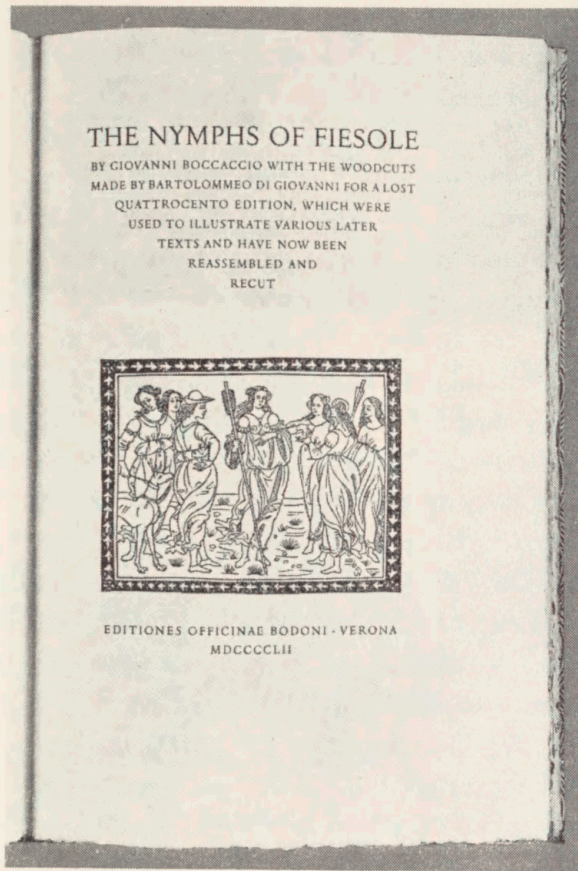 THE NYMPHS OF FIESOLE
BY GIOVANNI BOCCACCIO WITH THE WOODCUTS
MADE BY BARTOLOMMEO DI GIOVANNI FOR A LOST
QUATTROCENTO EDITION, WHICH WERE
USED TO ILLUSTRATE VARIOUS LATER
TEXTS AND HAVE NOW BEEN
REASSEMBLED AND
RECUT
EDITIONES OFFICINAE BODONI · VERONA
MDCCCCLII